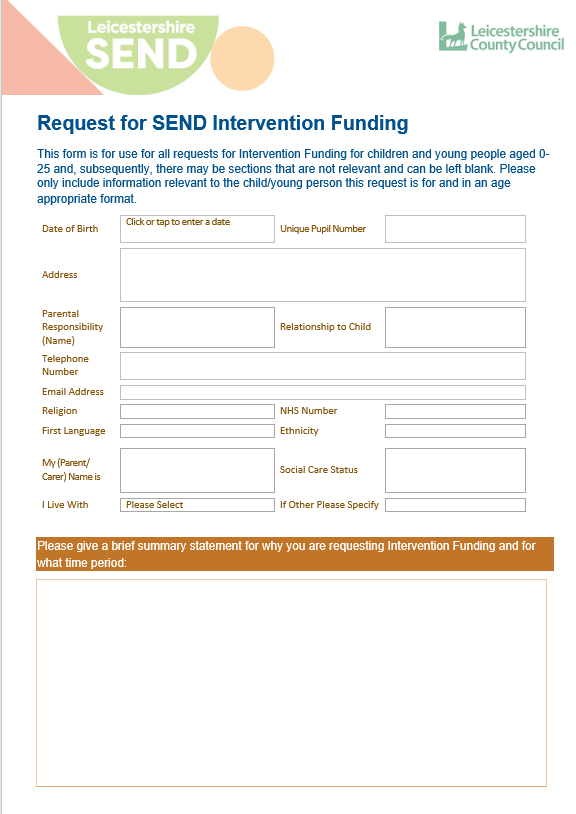 Leicestershire
SEND
Leicestershire
County Council
Request for SEND Intervention Funding
This form is for use for all requests for Intervention Funding for children and young people aged 0-
25 and, subsequently, there may be sections that are not relevant and can be left blank. Please
only include information relevant to the child/young person this request is for and in an age
appropriate format.
Date of Birth Click or tap to enter a date Unique Pupil Number
Address
Parental
Responsibility Relationship to Child
(Name)
Telephone
Number
Email Address
Religion NHS Number
First Language Ethnicity
My (Parent/
Carer) Name is Social Care Status
I Live With Please Select If Other Please Specify
Please give a brief summary statement for why you are requesting Intervention Funding and for
what time period: